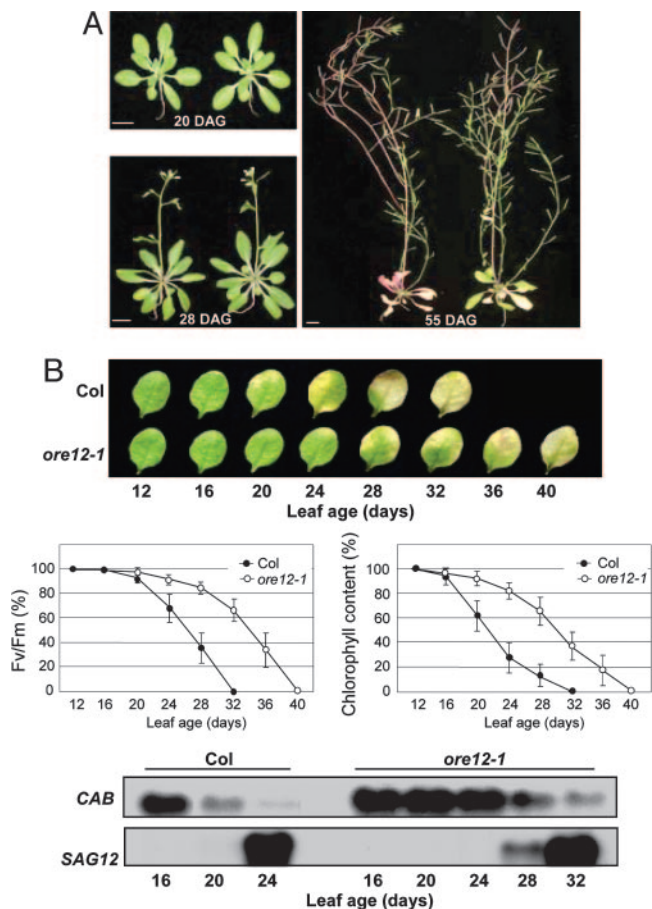 A
20 DAG
28 DAG
55 DAG
B
Col
ore12-1
12 16 20 24 28 32 36 40
Leaf age (days)
Fv/Fm (%)
100
80
60
40
20
0
Col
ore12-1
12 16 20 24 28 32 36 40
Leaf age (days)
Chlorophyll content (%)
100
80
60
40
20
0
Col
ore12-1
12 16 20 24 28 32 36 40
Leaf age (days)
Col ore12-1
CAB
SAG12
16 20 24 16 20 24 28 32
Leaf age (days)